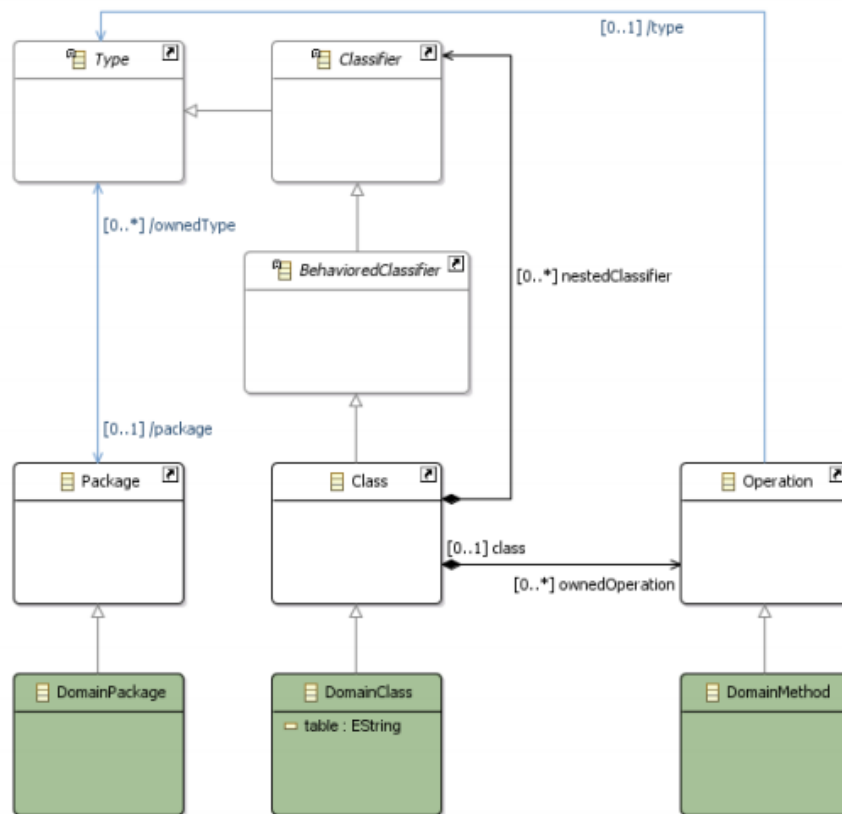 [0..1] /type
Type
Classifier
[0..*] /ownedType
BehavioredClassifier
[0..*] nestedClassifier
[0..1] /package
Package
Class
Operation
[0..1] class
[0..*] ownedOperation
DomainPackage
DomainClass
DomainMethod
table : EString